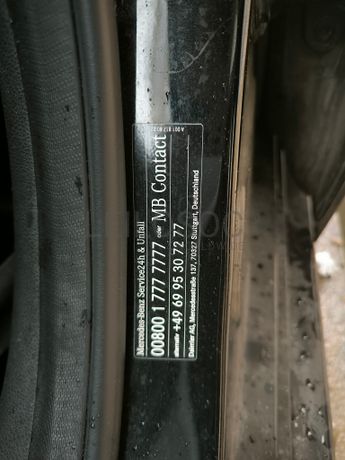 Mercedes-Benz Service24h & Unfall
00800 1 777 7777 oder MB Contact
alternativ +49 69 95 30 72 77
Daimler AG, Mercedesstraße 137, 70327 Stuttgart, Deutschland